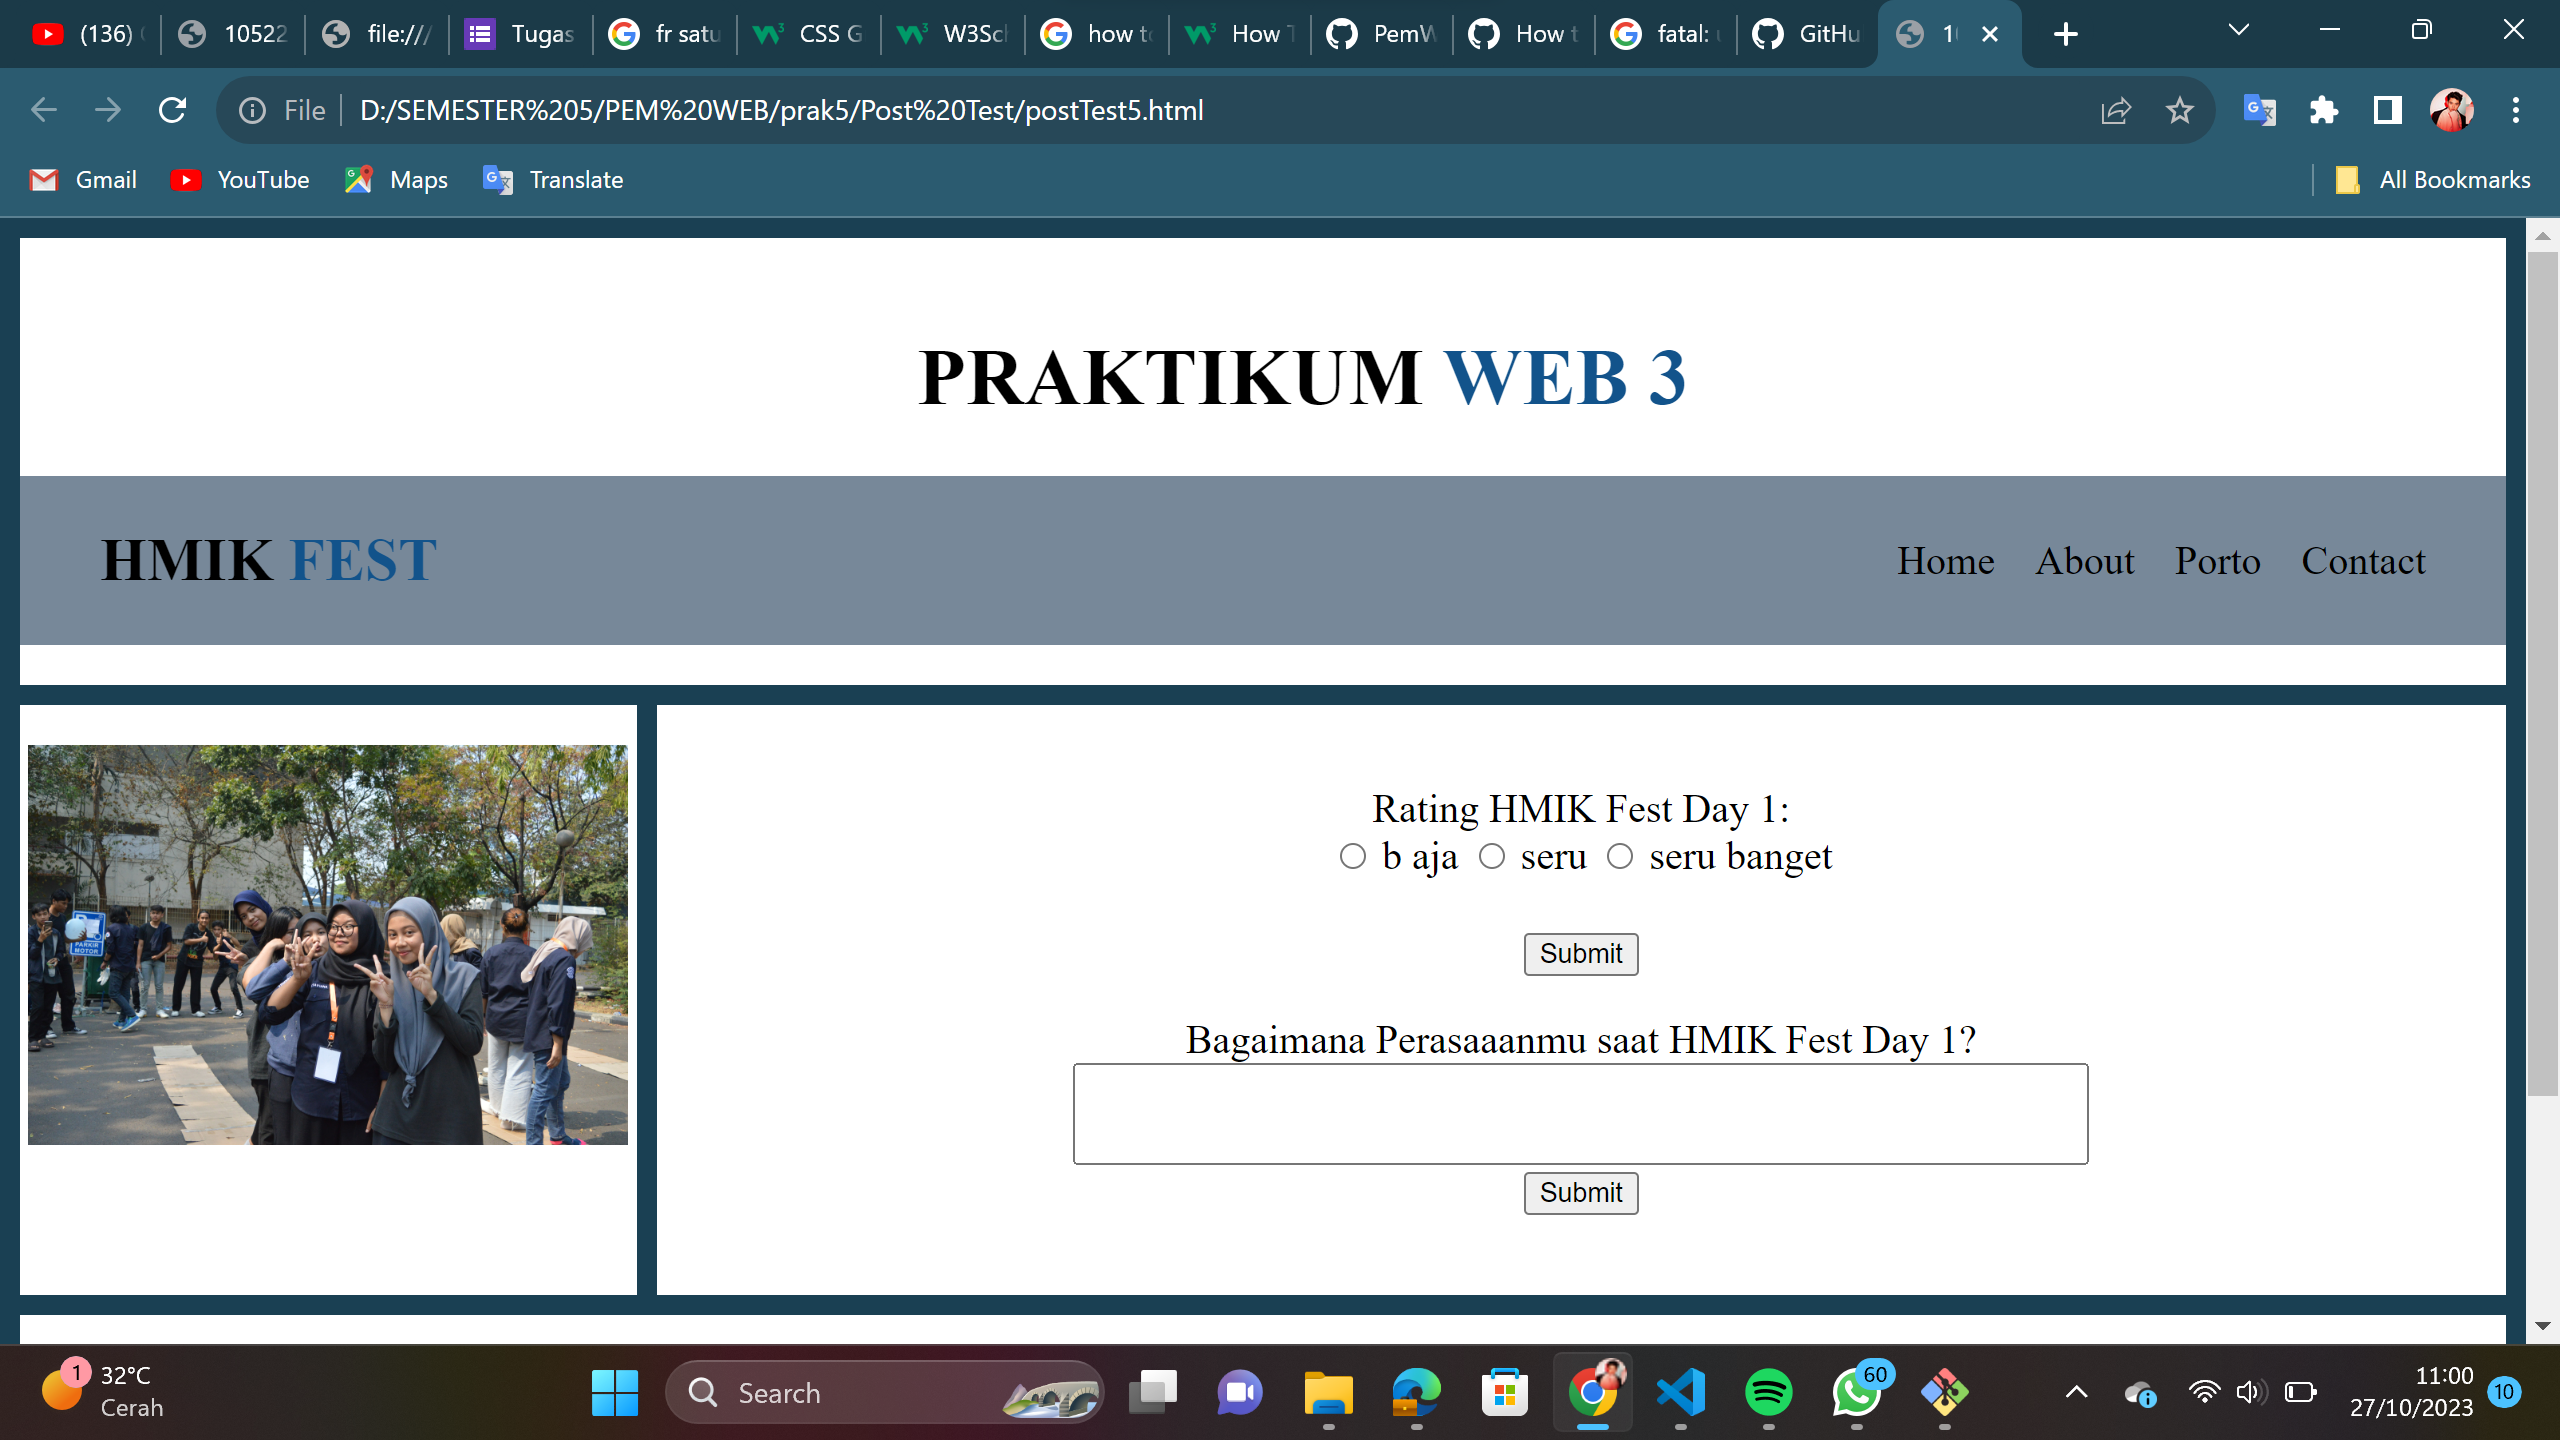 (136)
10522
file:///
Tugas
fr satu
CSS G
W3Sch
how to
How T
PemW
How t
fatal: u
GitHu
File
D:/SEMESTER%205/PEM%20WEB/prak5/Post%20Test/postTest5.html
Gmail
YouTube
Maps
Translate
All Bookmarks
PRAKTIKUM WEB 3
HMIK FEST
Home
About
Porto
Contact
PARKIR
MOTOR
Rating HMIK Fest Day 1:
b aja
seru
seru banget
Submit
Bagaimana Perasaaanmu saat HMIK Fest Day 1?
Submit
1
32°C
Cerah
Search
60
11:00
27/10/2023
10